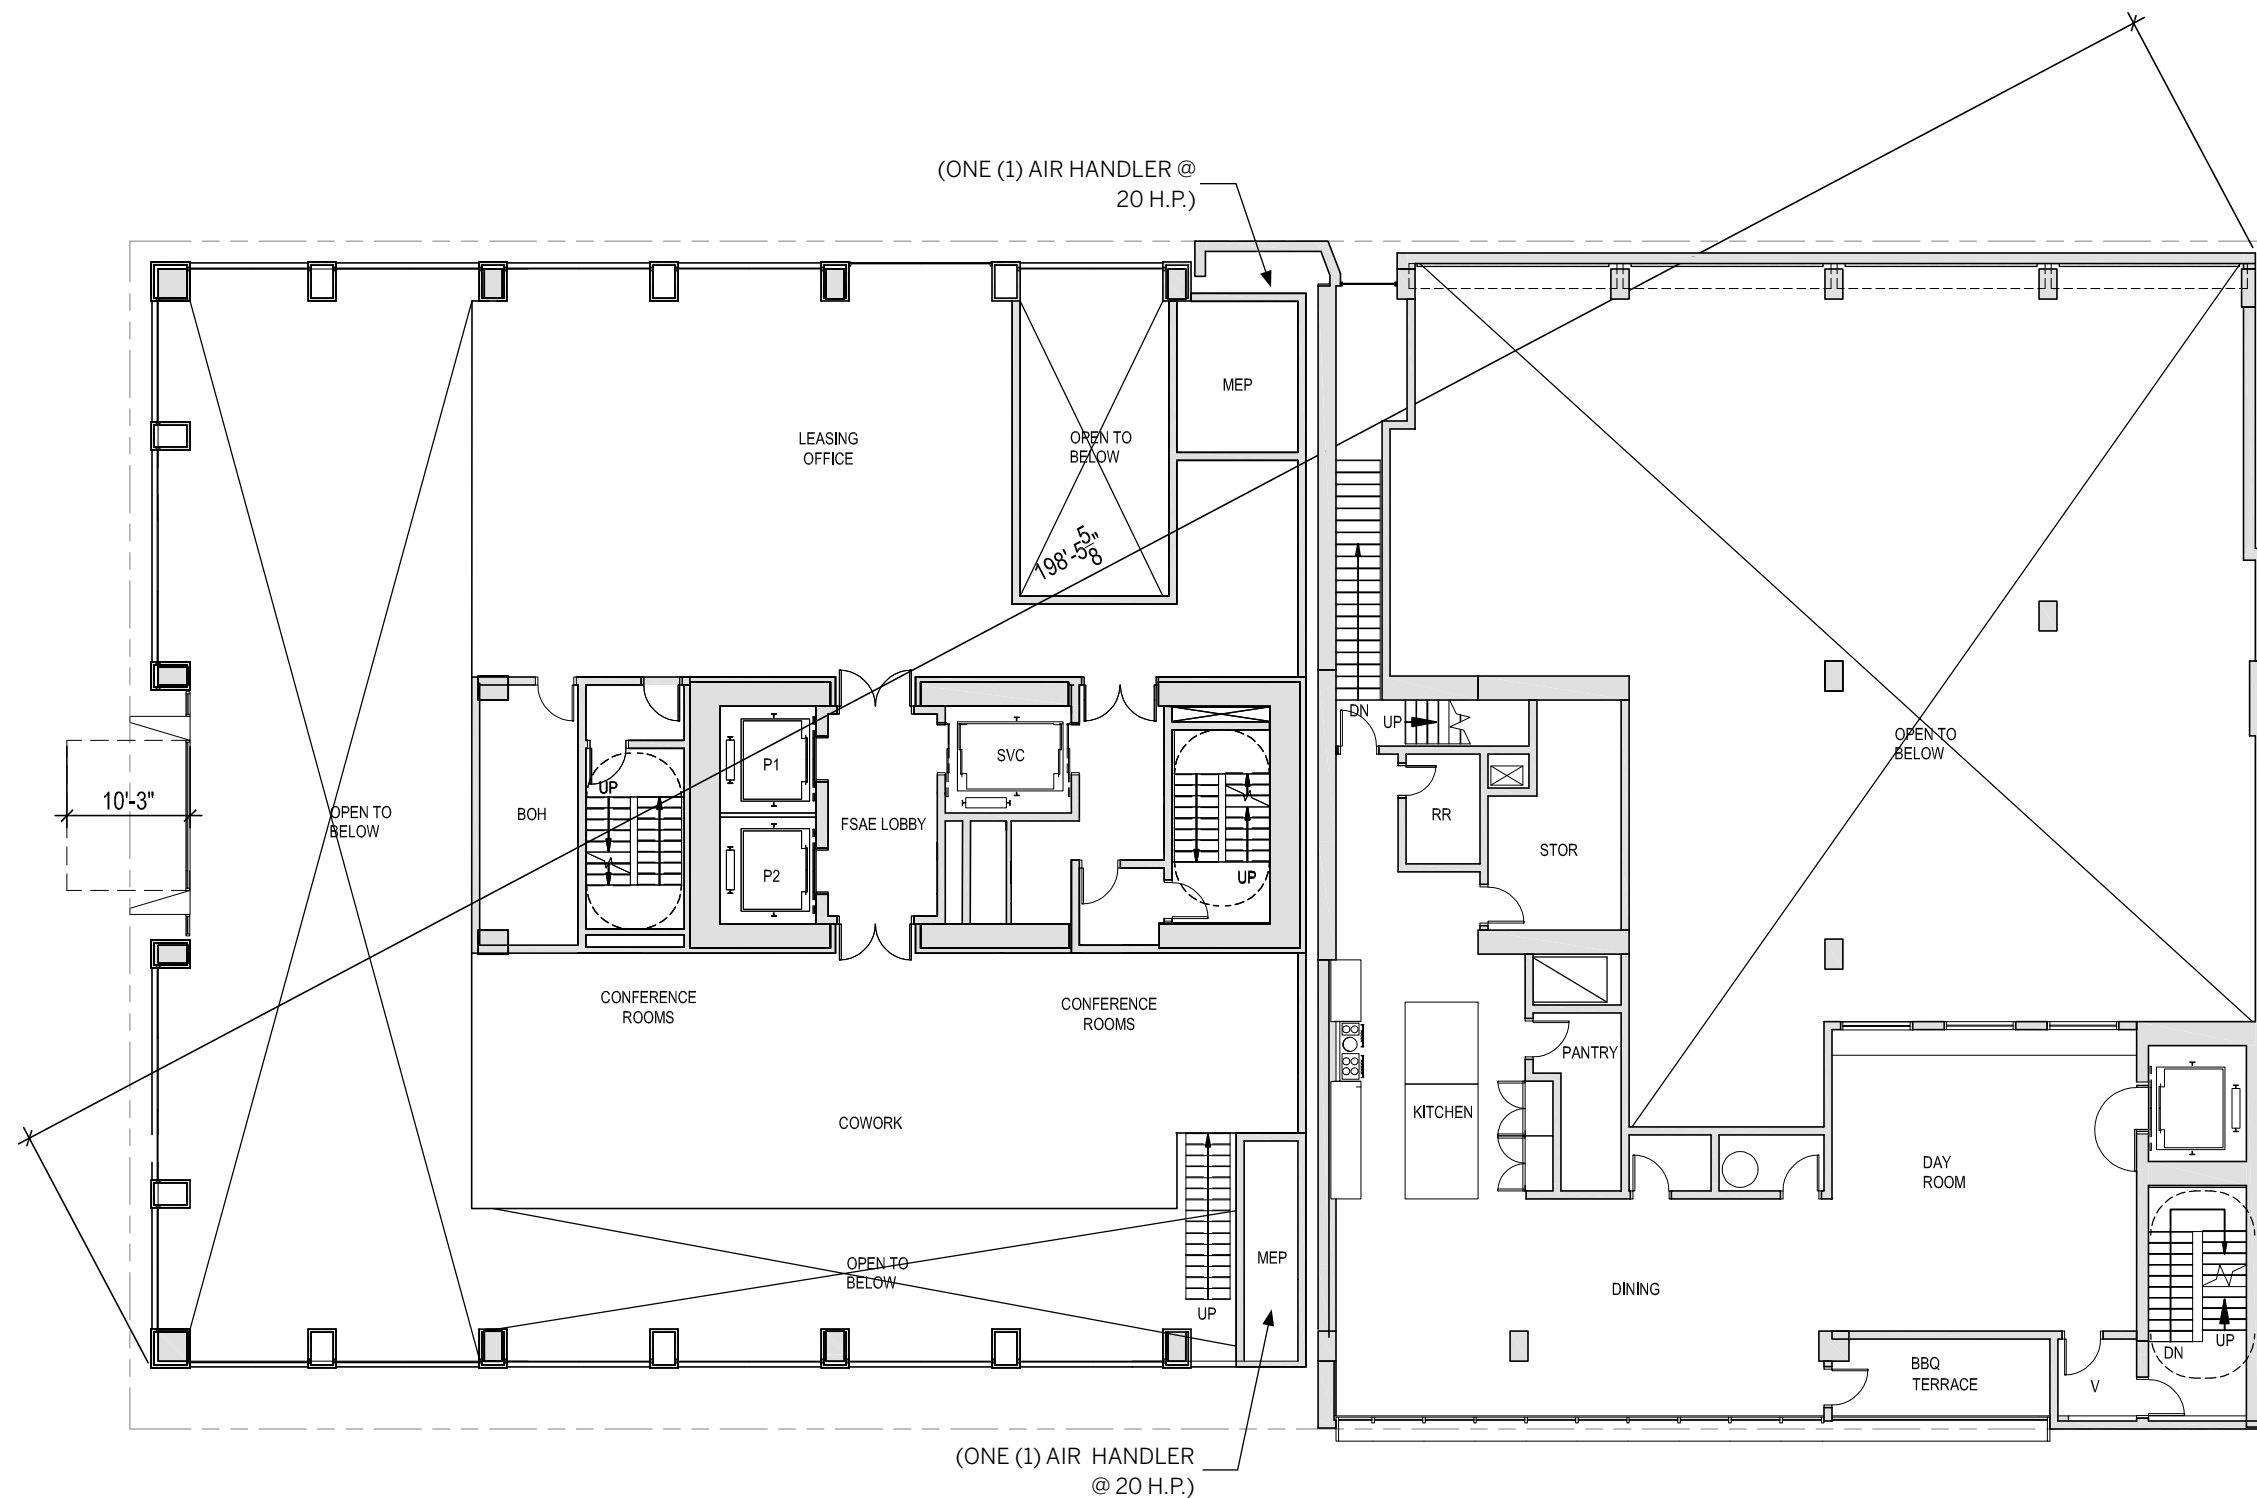 (ONE (1) AIR HANDLER @
20 H.P.)
MEP
LEASING
OFFICE
OPEN TO
BELOW
198'-5 5/8"
DN
UP
OPEN TO
BELOW
SVC
P1
UP
10'-3"
OPEN TO
BELOW
BOH
FSAE LOBBY
RR
STOR
P2
UP
CONFERENCE
ROOMS
CONFERENCE
ROOMS
PANTRY
KITCHEN
COWORK
DAY
ROOM
OPEN TO
BELOW
MEP
UP
DINING
UP
DN
BBQ
TERRACE
V
(ONE (1) AIR HANDLER
@ 20 H.P.)